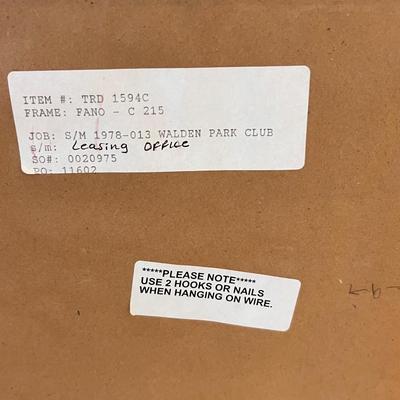 ITEM #: TRD 1594C
FRAME: FANO - C 215
JOB: S/M 1978-013 WALDEN PARK CLUB
s/m: Leasing OFFICE
SO#: 0020975
PO: 11602
*****PLEASE NOTE*****
USE 2 HOOKS OR NAILS
WHEN HANGING ON WIRE.